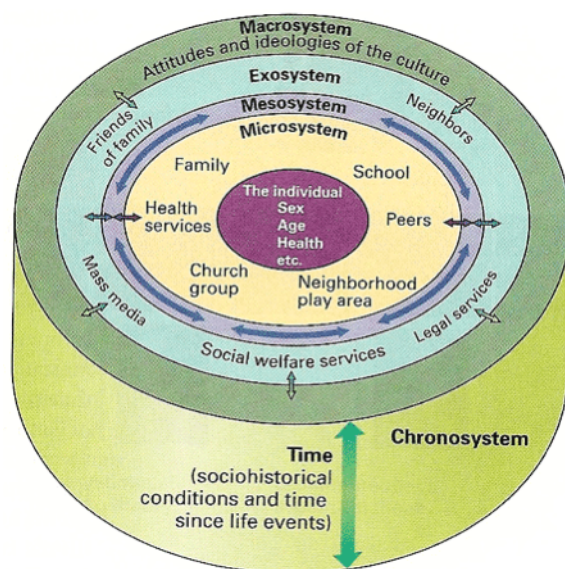 Macrosystem
Attitudes and ideologies of the culture
Exosystem
Mesosystem
Microsystem
Friends
of family
Neighbors
Family
School
The individual
Sex
Age
Health
etc.
Health
services
Peers
Church
group
Neighborhood
play area
Mass media
Legal services
Social welfare services
Chronosystem
Time
(sociohistorical
conditions and time
since life events)